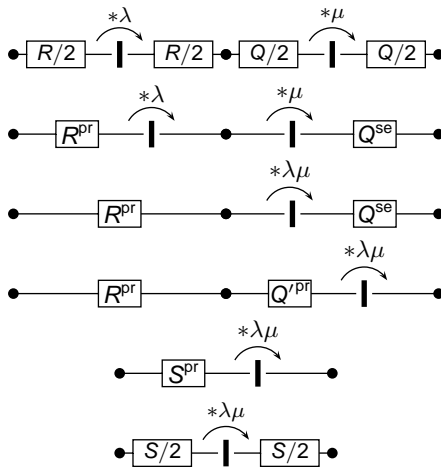 *λ *μ
R/2 R/2 Q/2 Q/2
*λ *μ
R^pr Q^se
*λμ
R^pr Q^se
*λμ
R^pr Q'^pr
*λμ
S^pr
*λμ
S/2 S/2